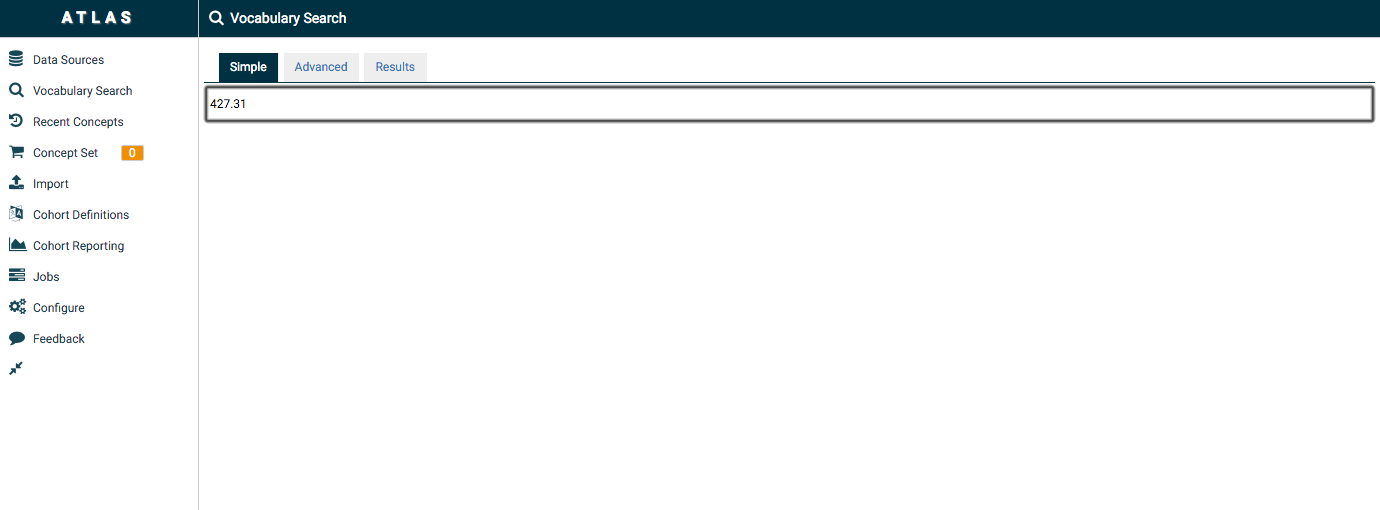 ATLAS
Vocabulary Search
Data Sources
Vocabulary Search
Recent Concepts
Concept Set 0
Import
Cohort Definitions
Cohort Reporting
Jobs
Configure
Feedback
Simple Advanced Results
427.31